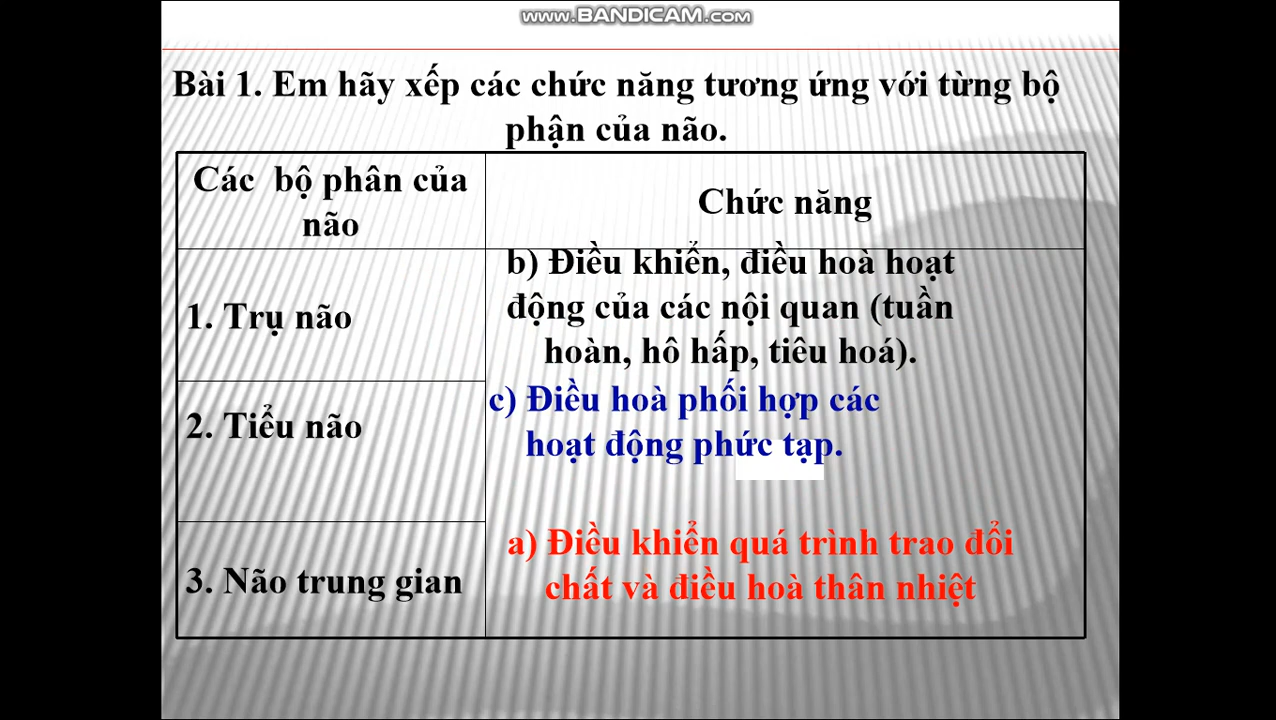 www.BANDICAM.com
Bài 1. Em hãy xếp các chức năng tương ứng với từng bộ
phận của não.
Các bộ phân của
não
Chức năng
1. Trụ não
b) Điều khiển, điều hoà hoạt
động của các nội quan (tuần
hoàn, hô hấp, tiêu hoá).
2. Tiểu não
c) Điều hoà phối hợp các
hoạt động phức tạp.
3. Não trung gian
a) Điều khiển quá trình trao đổi
chất và điều hoà thân nhiệt